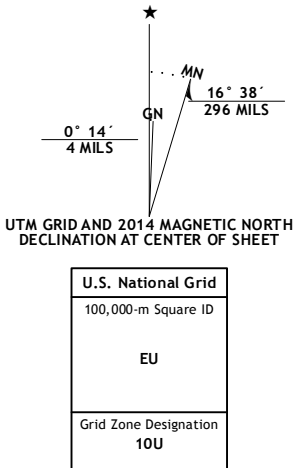 MN
16° 38´
296 MILS
GN
0° 14´
4 MILS
UTM GRID AND 2014 MAGNETIC NORTH
DECLINATION AT CENTER OF SHEET
U.S. National Grid
100,000-m Square ID
EU
Grid Zone Designation
10U